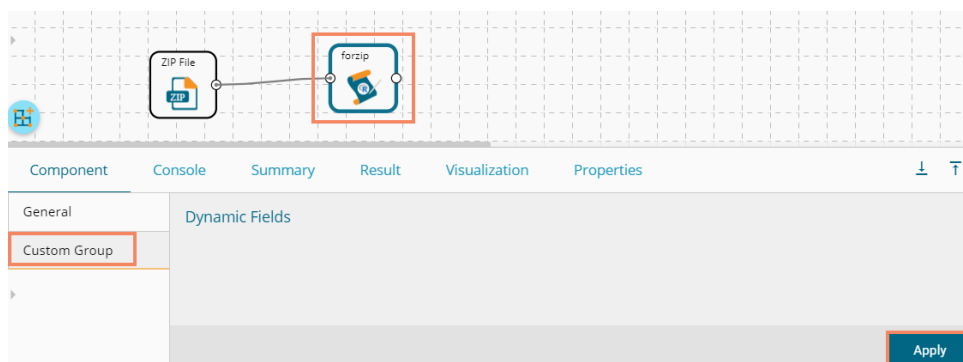 ZIP File
forzip
ZIP
R
Component Console Summary Result Visualization Properties
General
Dynamic Fields
Custom Group
Apply